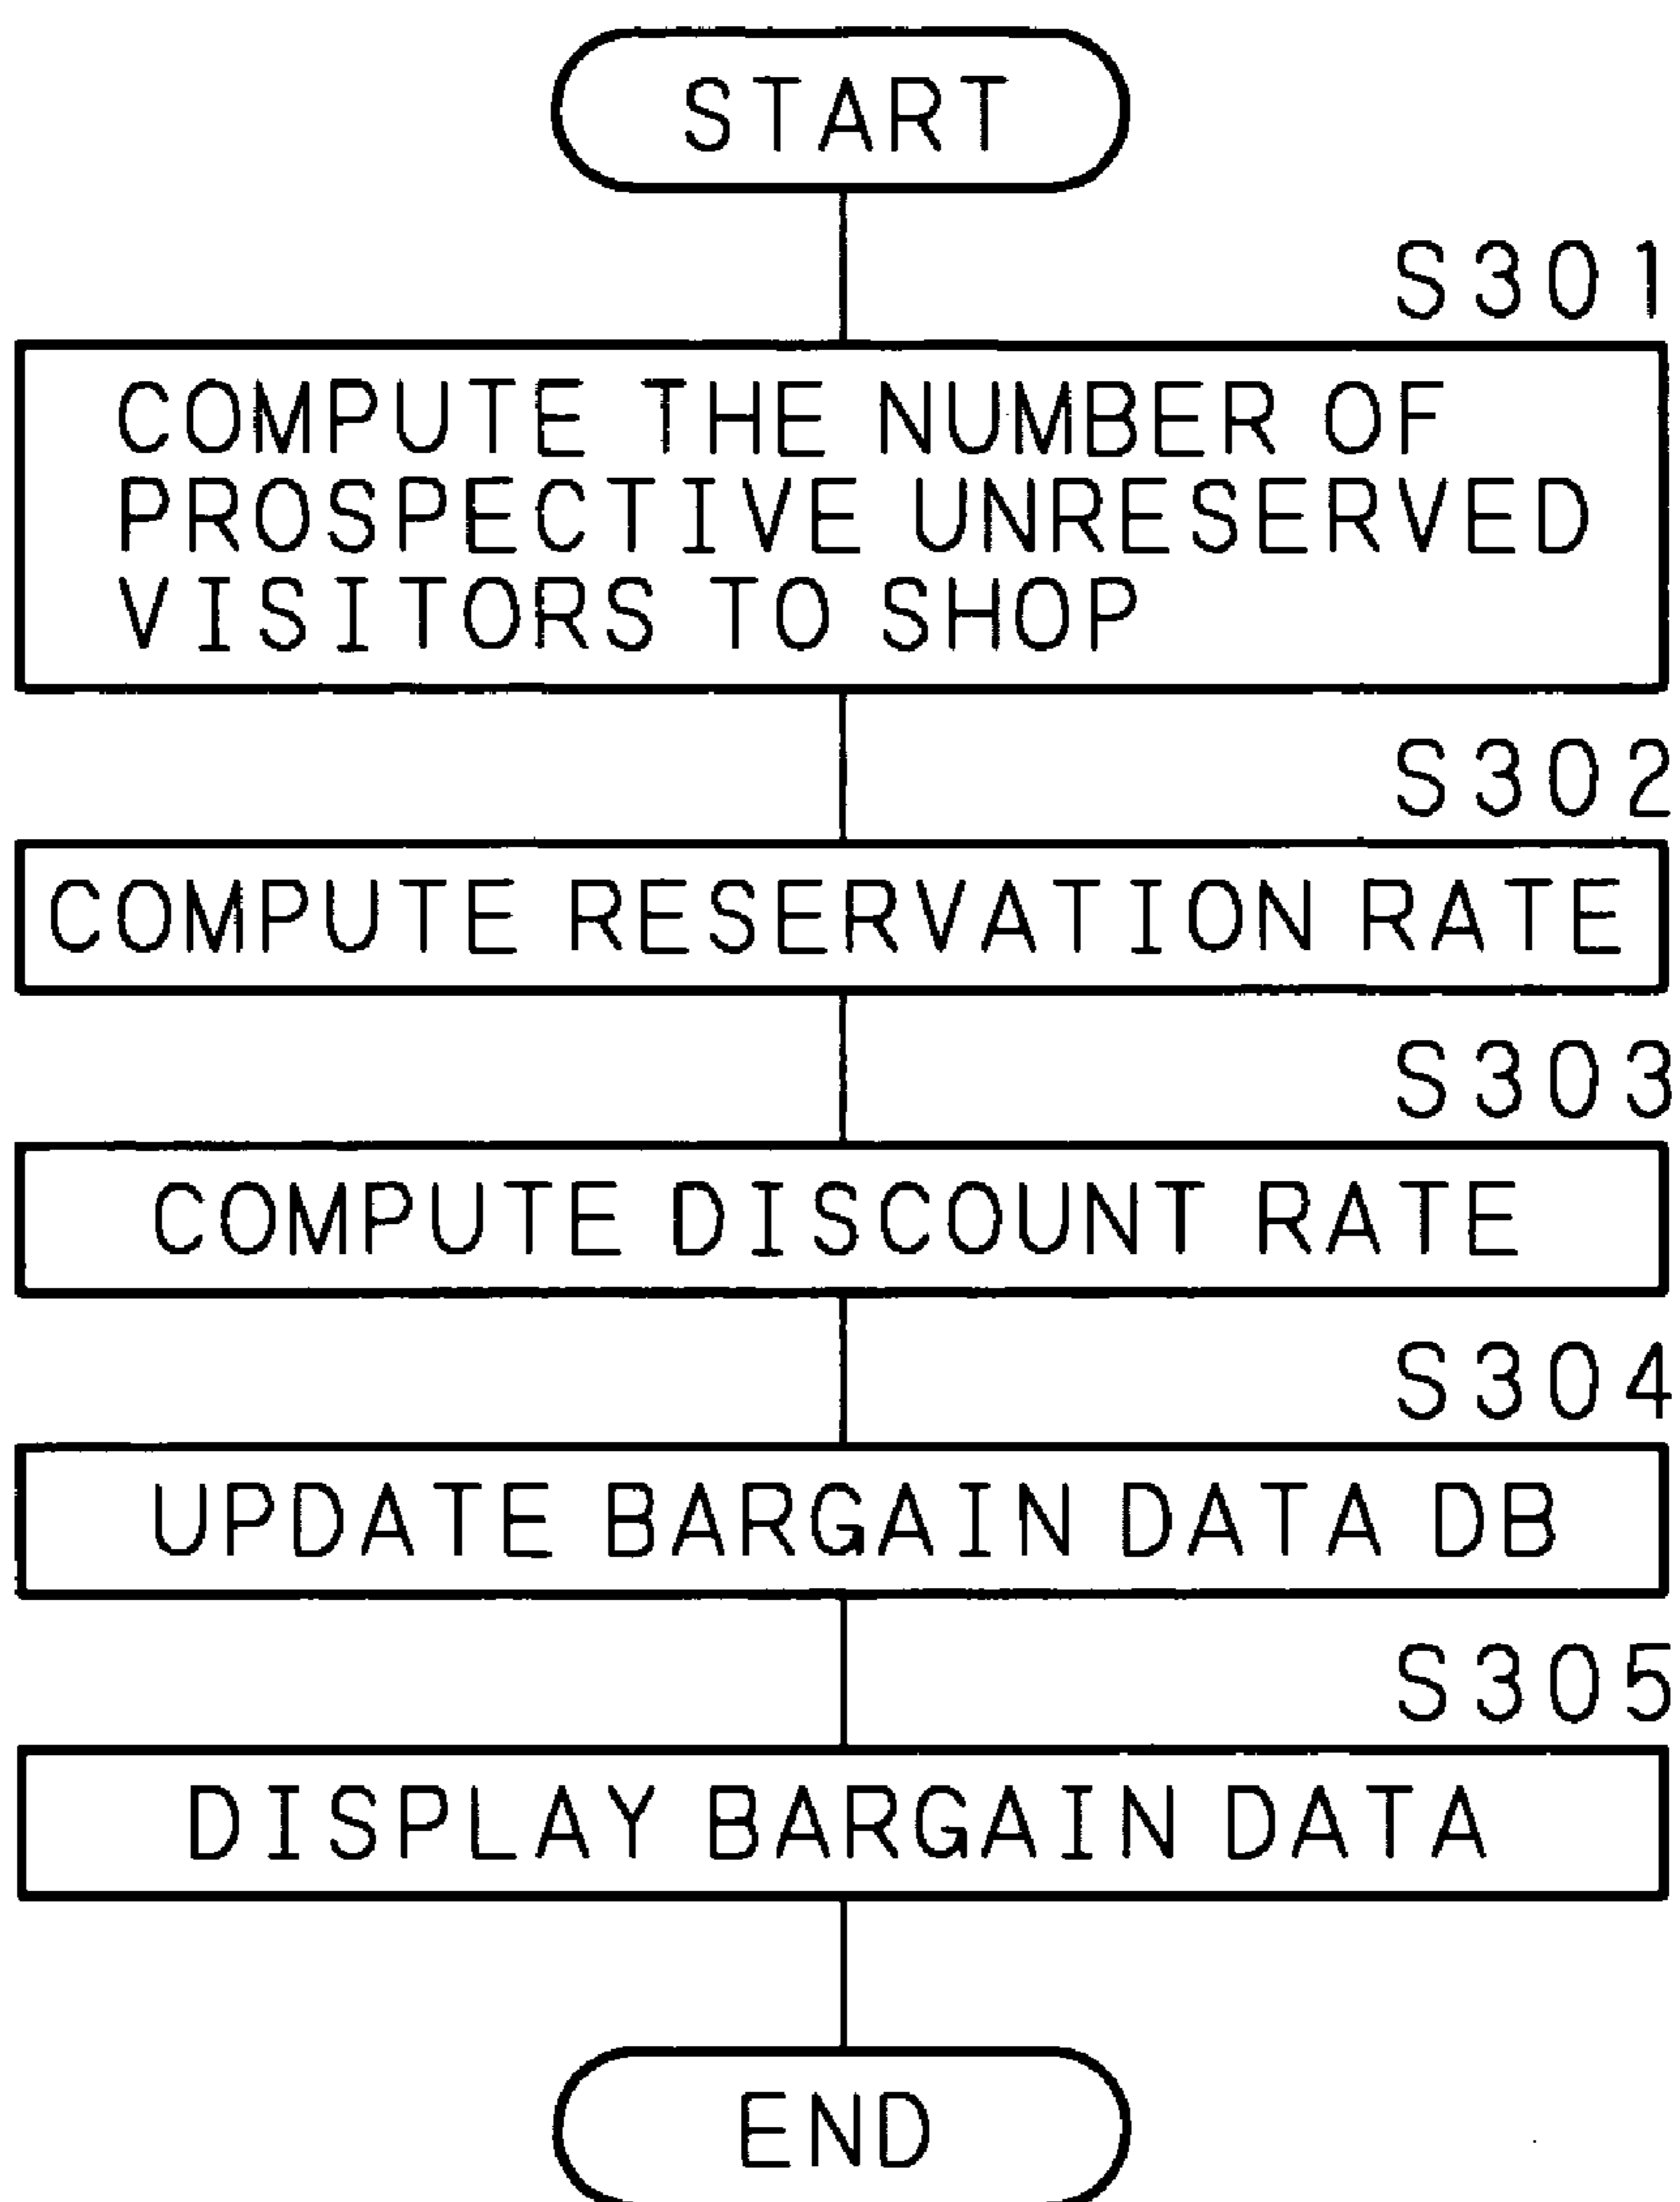 START
S301
COMPUTE THE NUMBER OF
PROSPECTIVE UNRESERVED
VISITORS TO SHOP
S302
COMPUTE RESERVATION RATE
S303
COMPUTE DISCOUNT RATE
S304
UPDATE BARGAIN DATA DB
S305
DISPLAY BARGAIN DATA
END